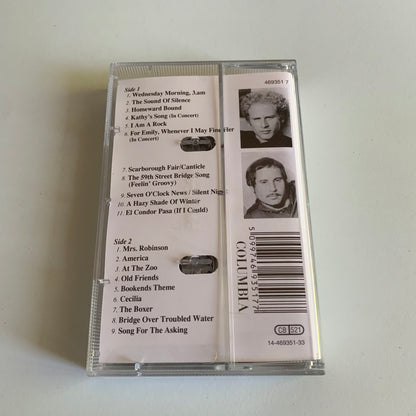 469351 7
Side 1
1. Wednesday Morning, 3.am
2. The Sound Of Silence
3. Homeward Bound
4. Kathy's Song (In Concert)
5. I Am A Rock
6. For Emily, Whenever I May Find Her
(In Concert)
7. Scarborough Fair/Canticle
8. The 59th Street Bridge Song
(Feelin' Groovy)
9. Seven O'Clock News / Silent Night
10. A Hazy Shade Of Winter
11. El Condor Pasa (If I Could)
Side 2
1. Mrs. Robinson
2. America
3. At The Zoo
4. Old Friends
5. Bookends Theme
6. Cecilia
7. The Boxer
8. Bridge Over Troubled Water
9. Song For The Asking
5 099746 935177
COLUMBIA
CB 521
14-469351-33